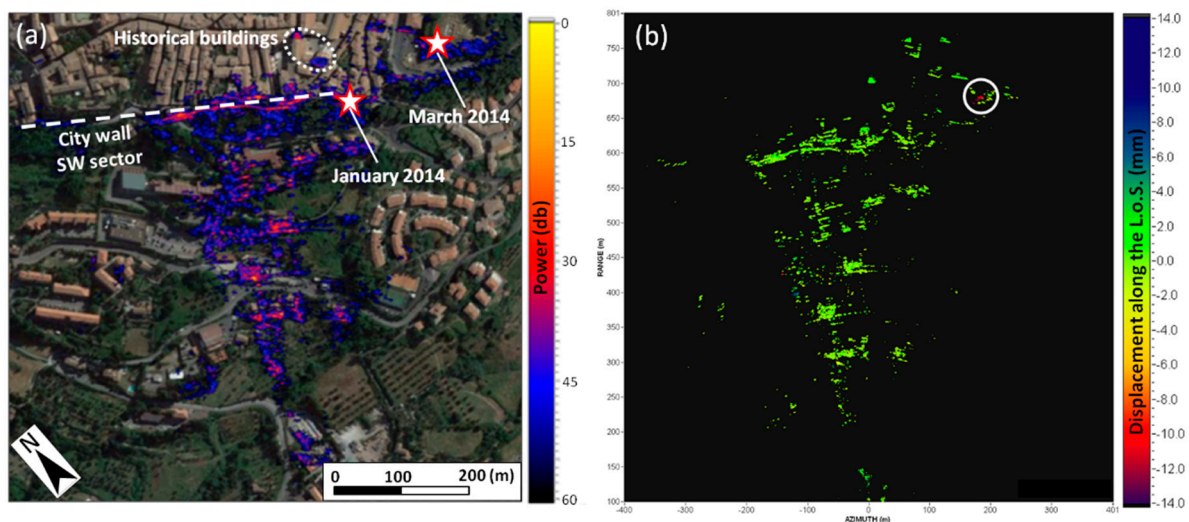 (a)
Historical buildings
March 2014
City wall
SW sector
January 2014
N
0 100 200 (m)
0
15
30
45
60
Power (db)
(b)
801
750
700
650
600
550
500
450
400
350
300
250
200
150
100
RANGE (m)
-400 -300 -200 -100 0 100 200 300 401
AZIMUTH (m)
14.0
12.0
10.0
8.0
6.0
4.0
2.0
0.0
-2.0
-4.0
-6.0
-8.0
-10.0
-12.0
-14.0
Displacement along the L.o.S. (mm)